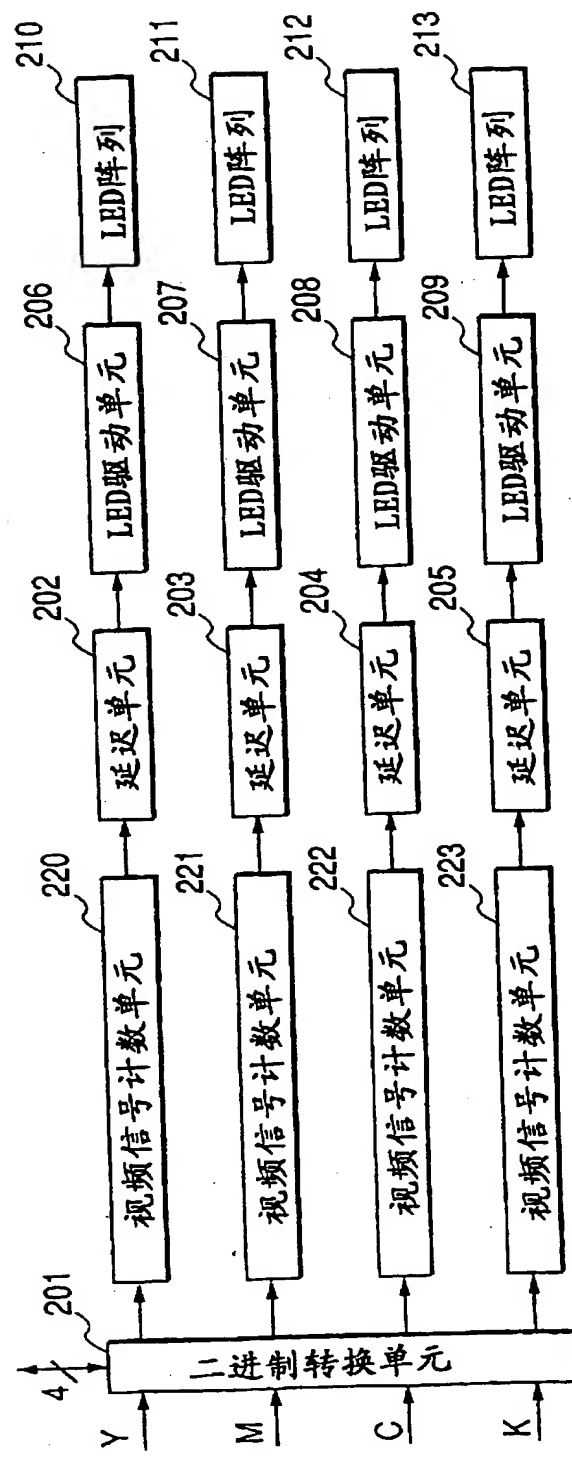 4
201
二进制转换单元
Y
220
视频信号计数单元
202
延迟单元
206
LED驱动单元
210
LED阵列
M
221
视频信号计数单元
203
延迟单元
207
LED驱动单元
211
LED阵列
C
222
视频信号计数单元
204
延迟单元
208
LED驱动单元
212
LED阵列
K
223
视频信号计数单元
205
延迟单元
209
LED驱动单元
213
LED阵列